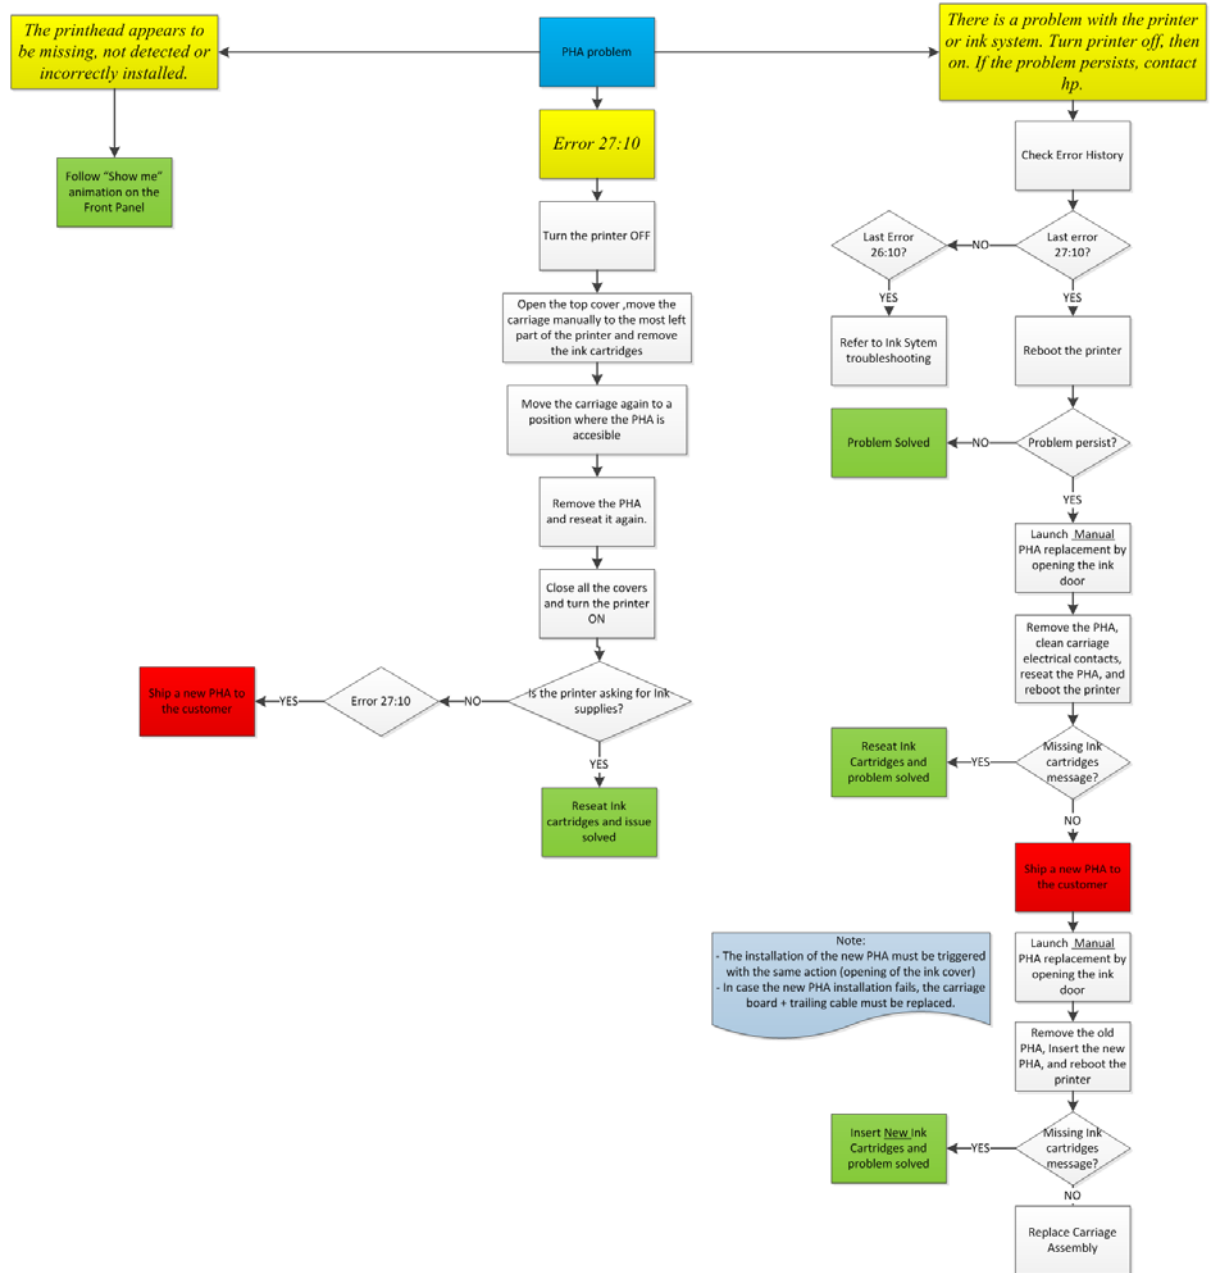 The printhead appears to
be missing, not detected or
incorrectly installed.
Follow "Show me"
animation on the
Front Panel
PHA problem
Error 27:10
Turn the printer OFF
Open the top cover ,move the
carriage manually to the most left
part of the printer and remove
the ink cartridges
Move the carriage again to a
position where the PHA is
accesible
Remove the PHA
and reseat it again.
Close all the covers
and turn the printer
ON
Is the printer asking for Ink
supplies?
NO
Error 27:10
YES
Ship a new PHA to
the customer
YES
Reseat Ink
cartridges and issue
solved
There is a problem with the printer
or ink system. Turn printer off, then
on. If the problem persists, contact
hp.
Check Error History
Last error
27:10?
NO
Last Error
26:10?
YES
Refer to Ink Sytem
troubleshooting
YES
Reboot the printer
Problem persist?
NO
Problem Solved
YES
Launch Manual
PHA replacement by
opening the ink
door
Remove the PHA,
clean carriage
electrical contacts,
reseat the PHA, and
reboot the printer
Missing Ink
cartridges
message?
YES
Reseat Ink
Cartridges and
problem solved
NO
Ship a new PHA to
the customer
Note:
- The installation of the new PHA must be triggered
with the same action (opening of the ink cover)
- In case the new PHA installation fails, the carriage
board + trailing cable must be replaced.
Launch Manual
PHA replacement by
opening the ink
door
Remove the old
PHA, Insert the new
PHA, and reboot the
printer
Missing Ink
cartridges
message?
YES
Insert New Ink
Cartridges and
problem solved
NO
Replace Carriage
Assembly